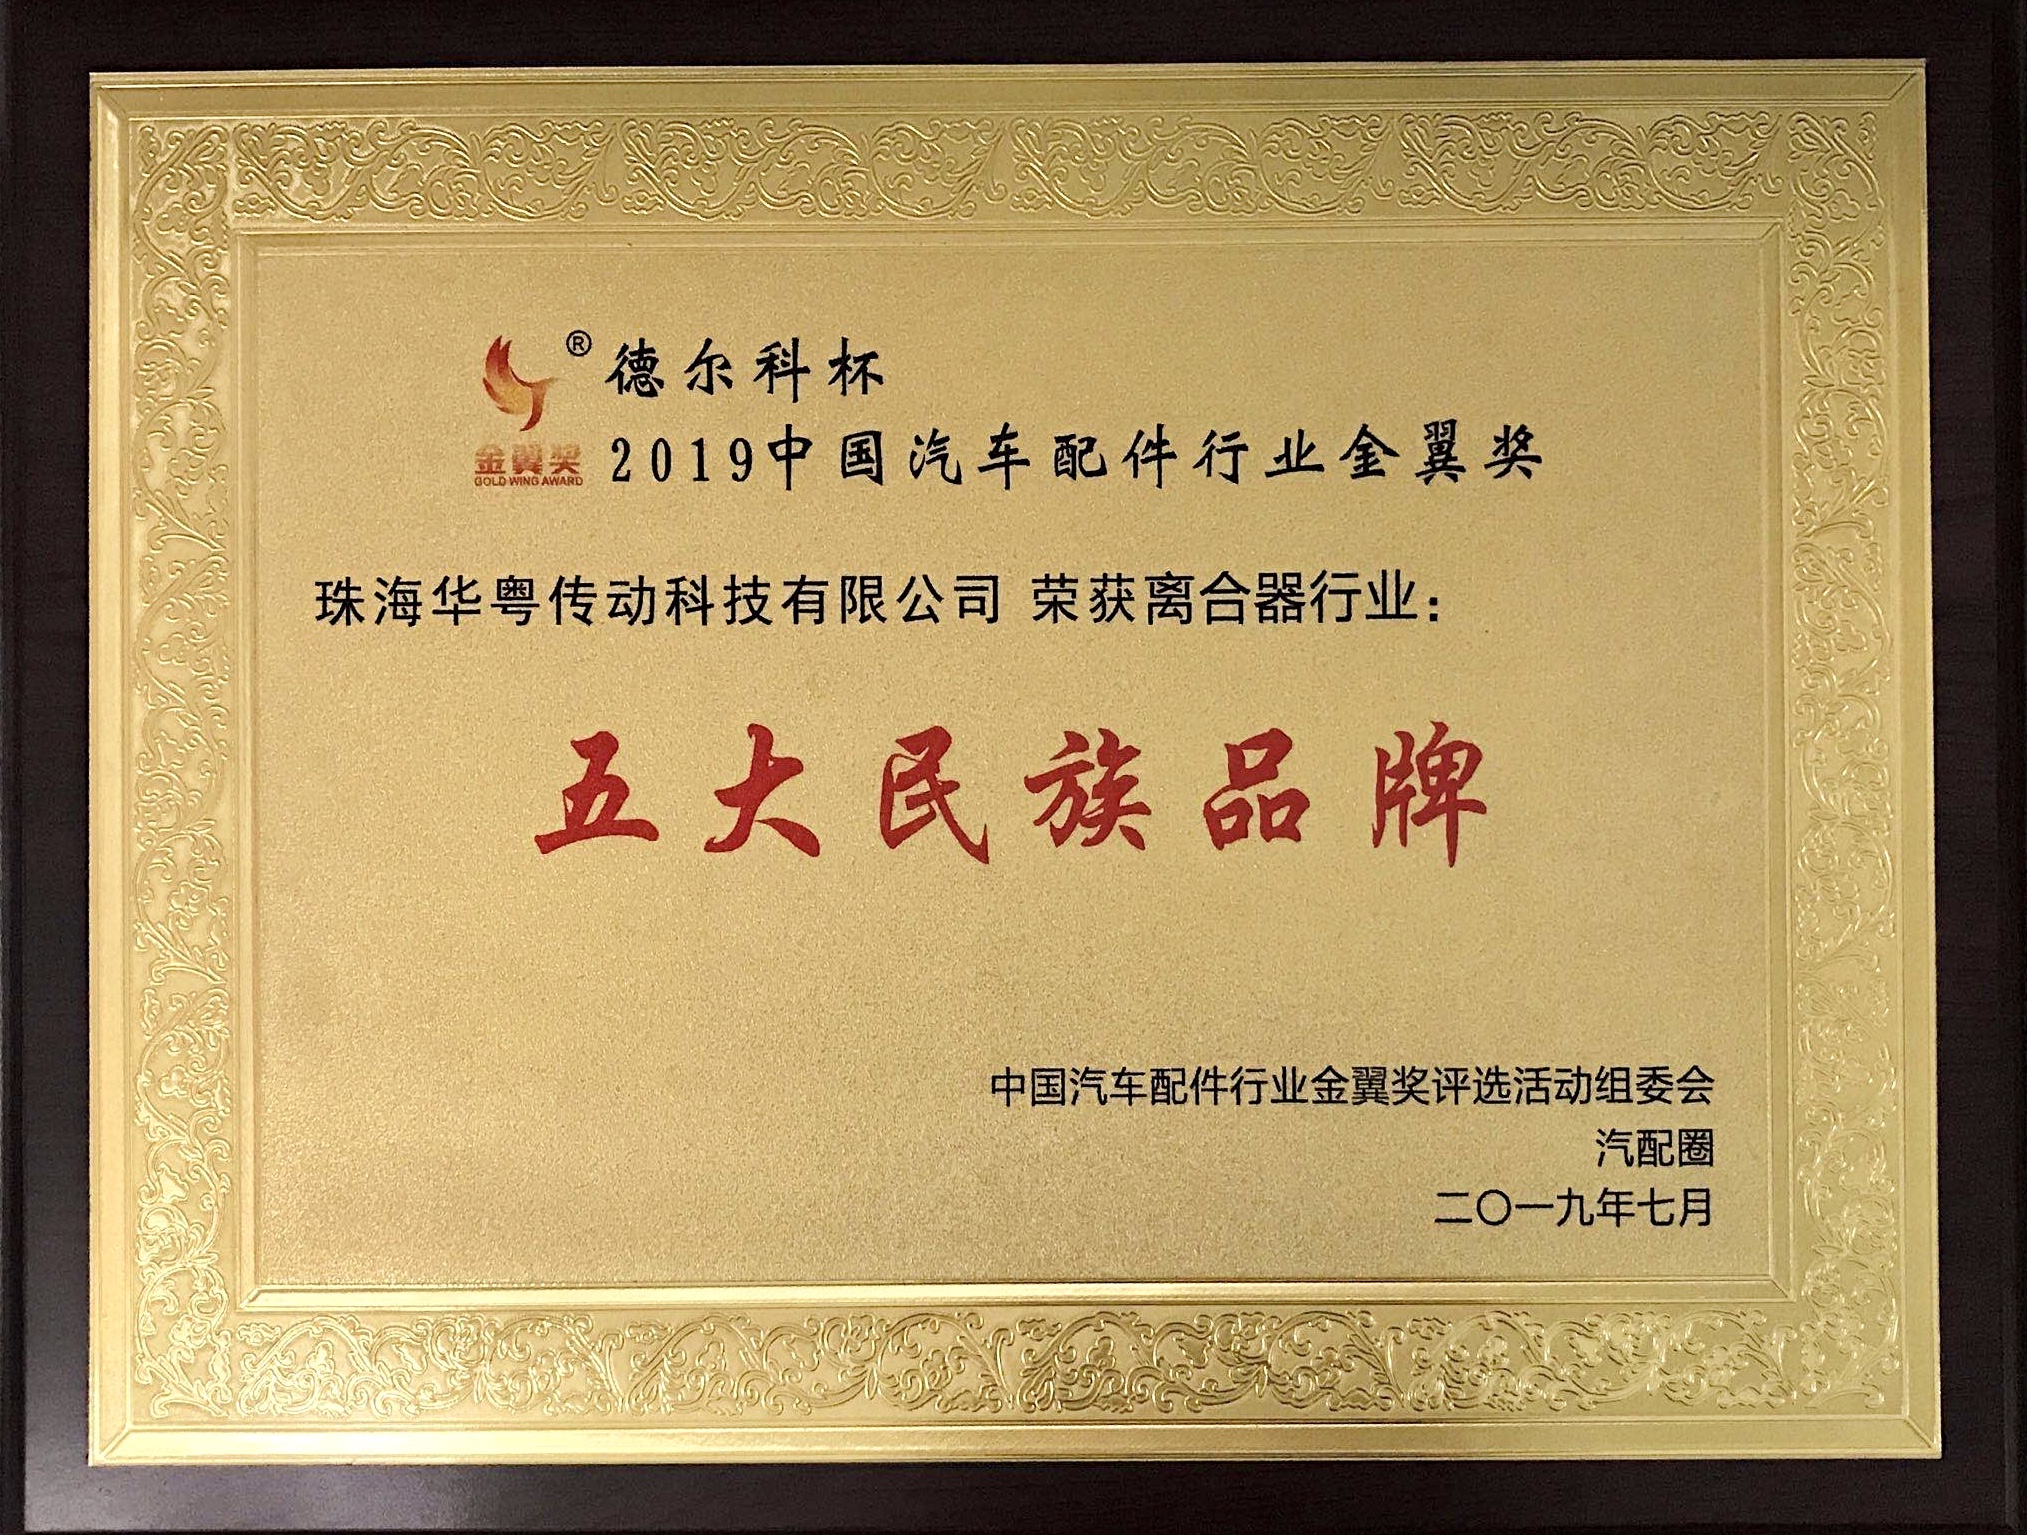 ®
德尔科杯
金翼奖
GOLD WING AWARD
2019中国汽车配件行业金翼奖
珠海华粤传动科技有限公司 荣获离合器行业：
五大民族品牌
中国汽车配件行业金翼奖评选活动组委会
汽配圈
二〇一九年七月